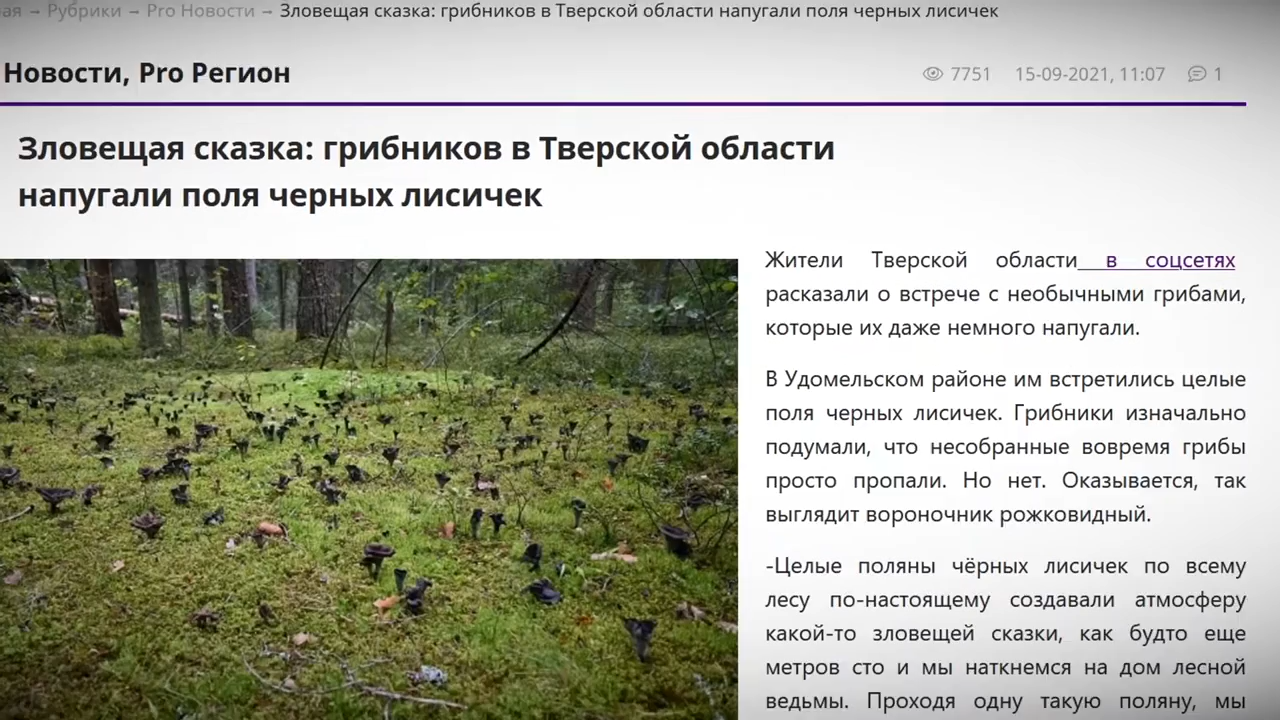 → Рубрики → Pro Новости → Зловещая сказка: грибников в Тверской области напугали поля черных лисичек
Новости, Pro Регион
7751 15-09-2021, 11:07 1
Зловещая сказка: грибников в Тверской области
напугали поля черных лисичек
Жители Тверской области в соцсетях
рассказали о встрече с необычными грибами,
которые их даже немного напугали.
В Удомельском районе им встретились целые
поля черных лисичек. Грибники изначально
подумали, что несобранные вовремя грибы
просто пропали. Но нет. Оказывается, так
выглядит вороночник рожковидный.
-Целые поляны чёрных лисичек по всему
лесу по-настоящему создавали атмосферу
какой-то зловещей сказки, как будто еще
метров сто и мы наткнемся на дом лесной
ведьмы. Проходя одну такую поляну, мы